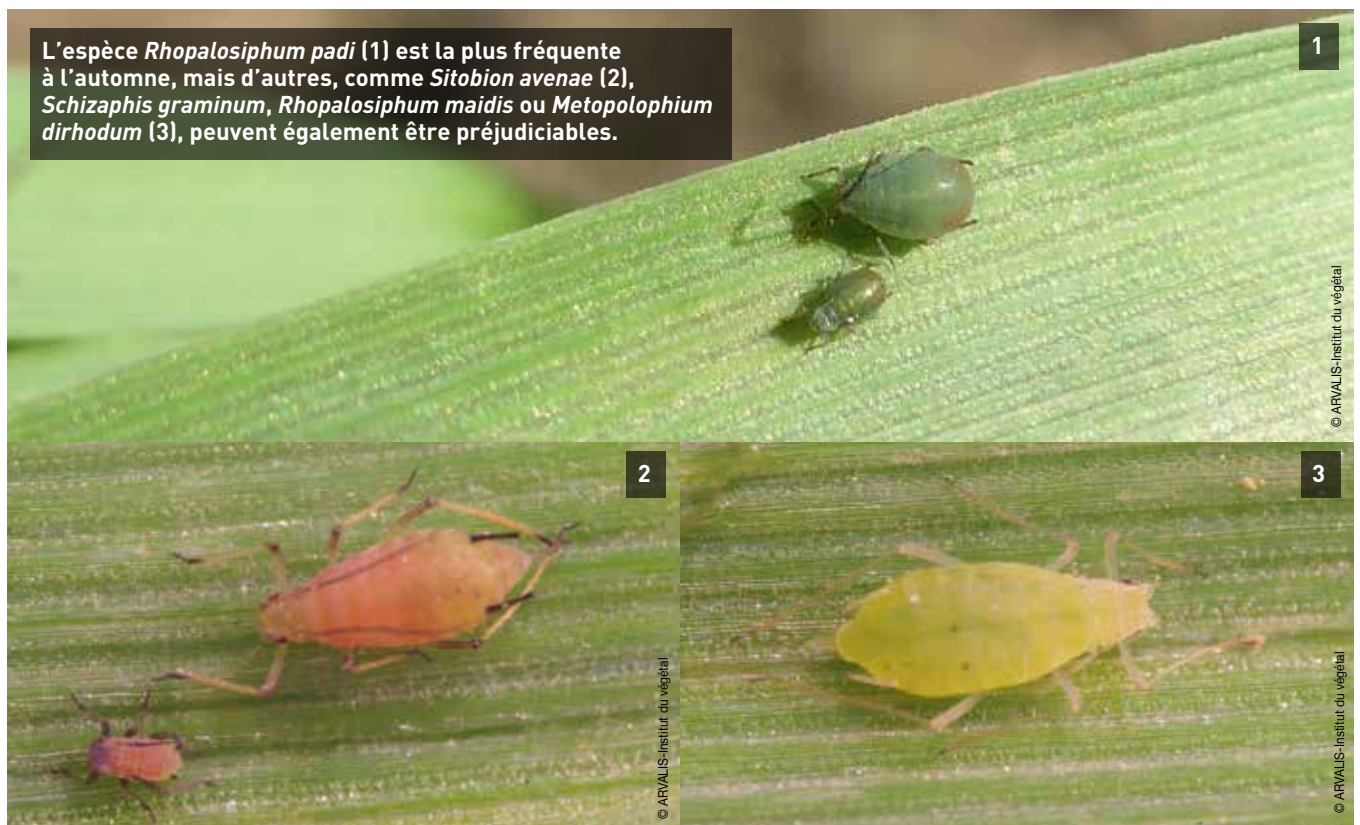 L'espèce Rhopalosiphum padi (1) est la plus fréquente
à l'automne, mais d'autres, comme Sitobion avenae (2),
Schizaphis graminum, Rhopalosiphum maidis ou Metopolophium
dirhodum (3), peuvent également être préjudiciables.
1
© ARVALIS-Institut du végétal
2
© ARVALIS-Institut du végétal
3
© ARVALIS-Institut du végétal